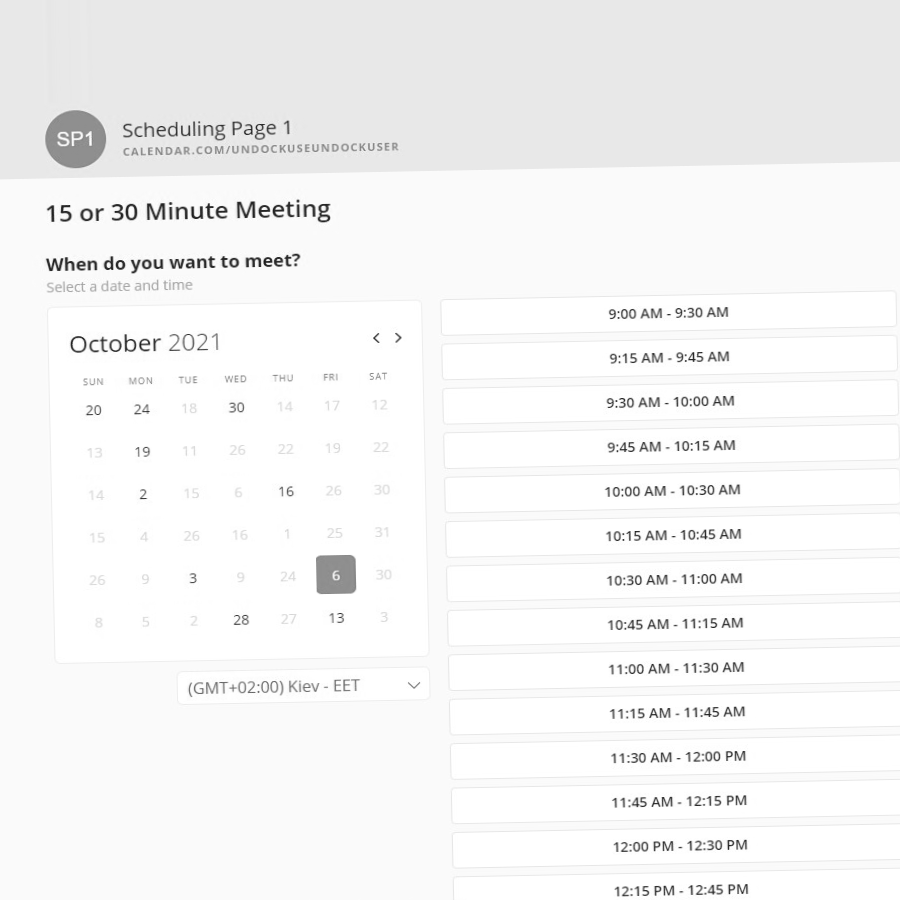 SP1
Scheduling Page 1
CALENDAR.COM/UNDOCKUSEUNDOCKUSER
15 or 30 Minute Meeting
When do you want to meet?
Select a date and time
October 2021
SUN MON TUE WED THU FRI SAT
20 24 18 30 14 17 12
13 19 11 26 22 19 22
14 2 15 6 16 26 30
15 4 26 16 1 25 31
26 9 3 9 24 6 30
8 5 2 28 27 13 3
(GMT+02:00) Kiev - EET
9:00 AM - 9:30 AM
9:15 AM - 9:45 AM
9:30 AM - 10:00 AM
9:45 AM - 10:15 AM
10:00 AM - 10:30 AM
10:15 AM - 10:45 AM
10:30 AM - 11:00 AM
10:45 AM - 11:15 AM
11:00 AM - 11:30 AM
11:15 AM - 11:45 AM
11:30 AM - 12:00 PM
11:45 AM - 12:15 PM
12:00 PM - 12:30 PM
12:15 PM - 12:45 PM